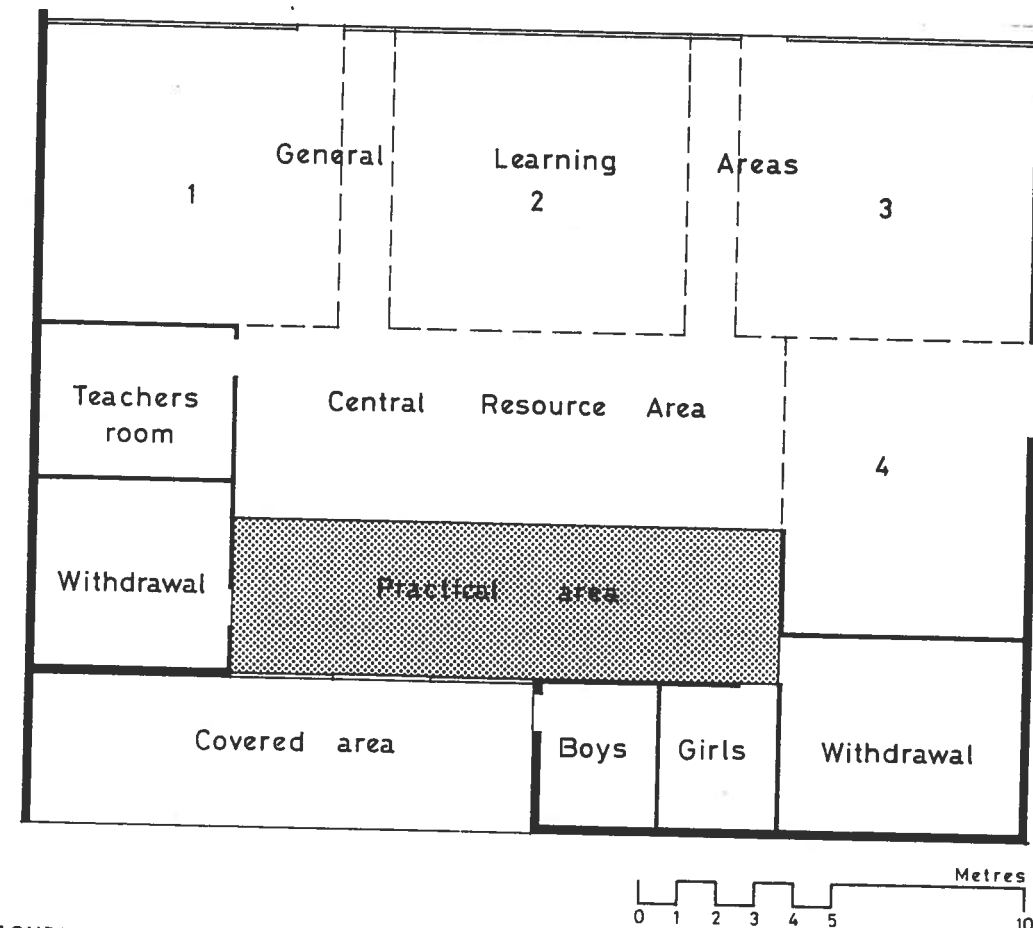 General Learning Areas
1 2 3
Teachers room
Central Resource Area
4
Withdrawal
Practical area
Covered area
Boys
Girls
Withdrawal
Metres
0 1 2 3 4 5 10